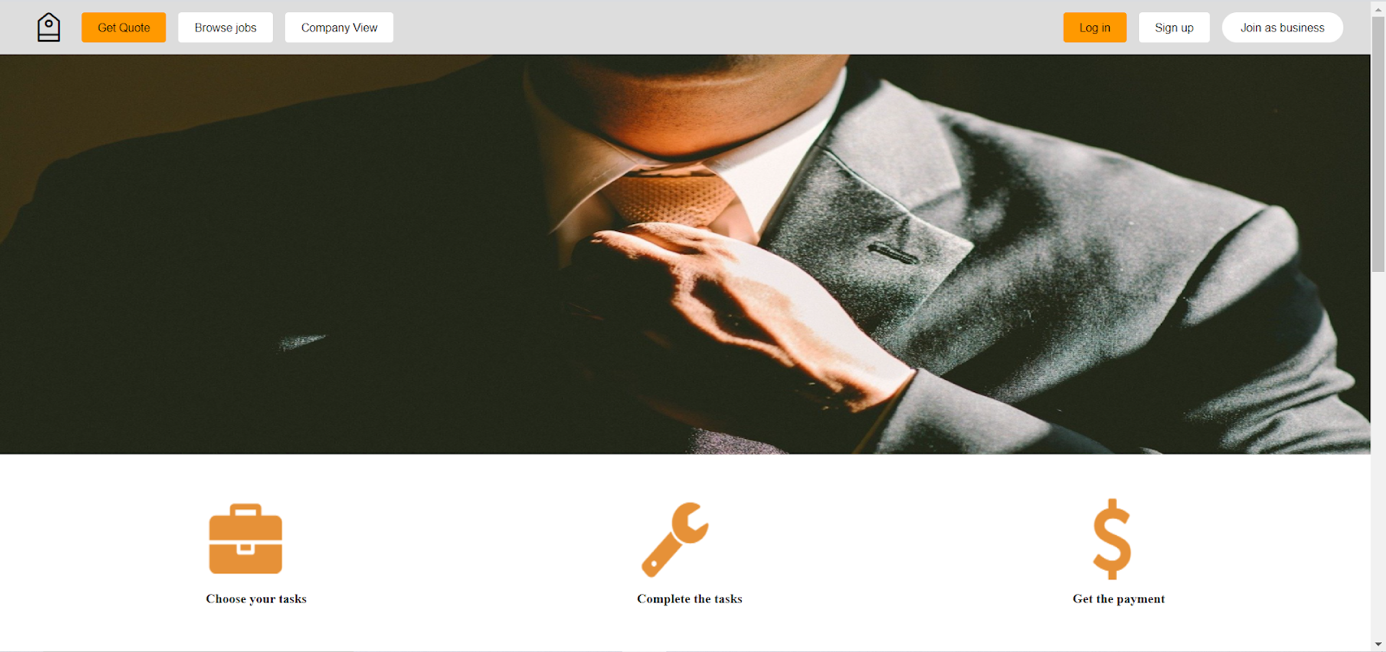 Get Quote
Browse jobs
Company View
Log in
Sign up
Join as business
Choose your tasks
Complete the tasks
Get the payment